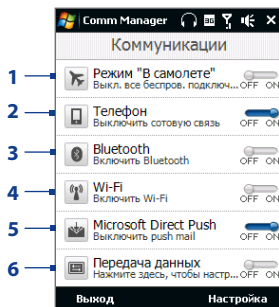 Comm Manager
Коммуникации
1 Режим "В самолете"
Выкл. все беспров. подключ... OFF ON
2 Телефон
Выключить сотовую связь OFF ON
3 Bluetooth
Включить Bluetooth OFF ON
4 Wi-Fi
Включить Wi-Fi OFF ON
5 Microsoft Direct Push
Выключить push mail OFF ON
6 Передача данных
Нажмите здесь, чтобы настр... OFF ON
Выход Настройка